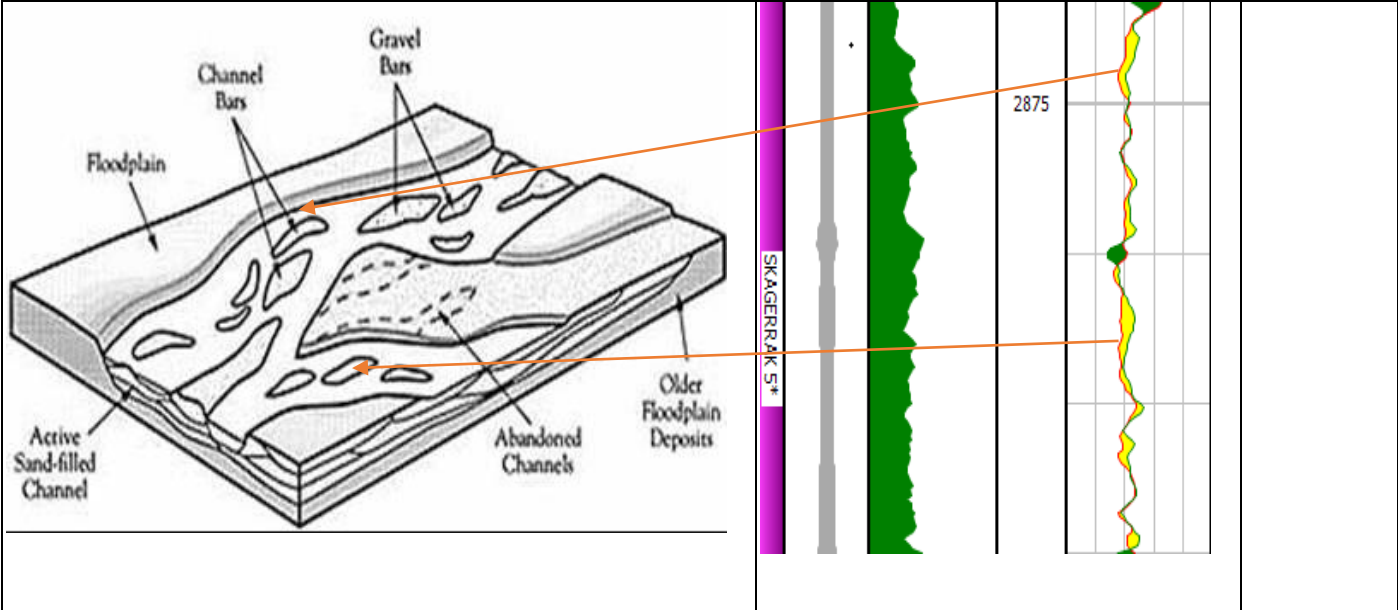 Gravel
Bars
Channel
Bars
Floodplain
Older
Floodplain
Deposits
Active
Sand-filled
Channel
Abandoned
Channels
SKAGERRAK 5*
2875